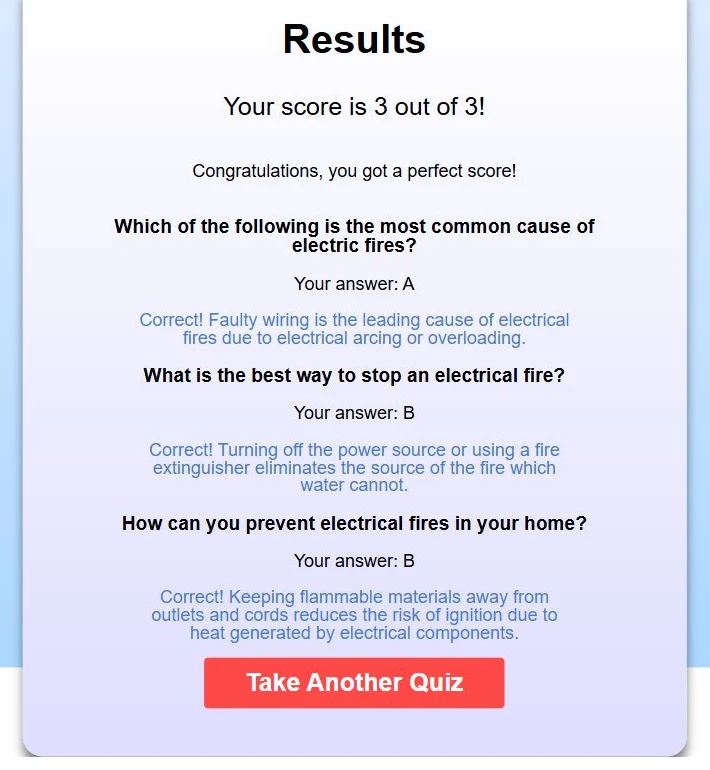 Results
Your score is 3 out of 3!
Congratulations, you got a perfect score!
Which of the following is the most common cause of
electric fires?
Your answer: A
Correct! Faulty wiring is the leading cause of electrical
fires due to electrical arcing or overloading.
What is the best way to stop an electrical fire?
Your answer: B
Correct! Turning off the power source or using a fire
extinguisher eliminates the source of the fire which
water cannot.
How can you prevent electrical fires in your home?
Your answer: B
Correct! Keeping flammable materials away from
outlets and cords reduces the risk of ignition due to
heat generated by electrical components.
Take Another Quiz